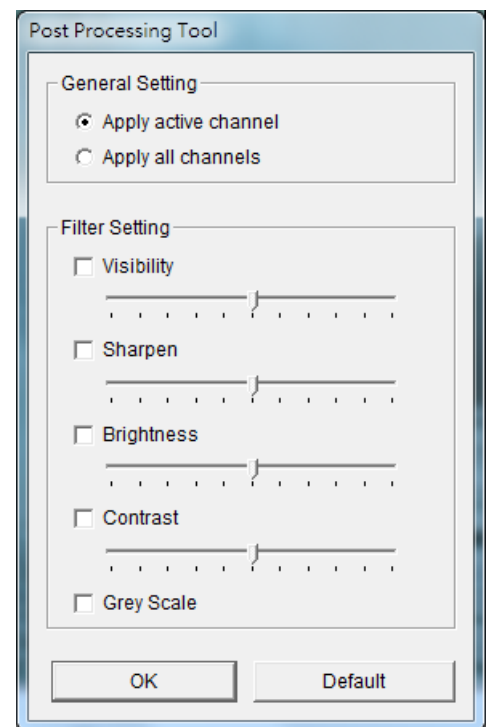 Post Processing Tool
General Setting
Apply active channel
Apply all channels
Filter Setting
Visibility
Sharpen
Brightness
Contrast
Grey Scale
OK Default